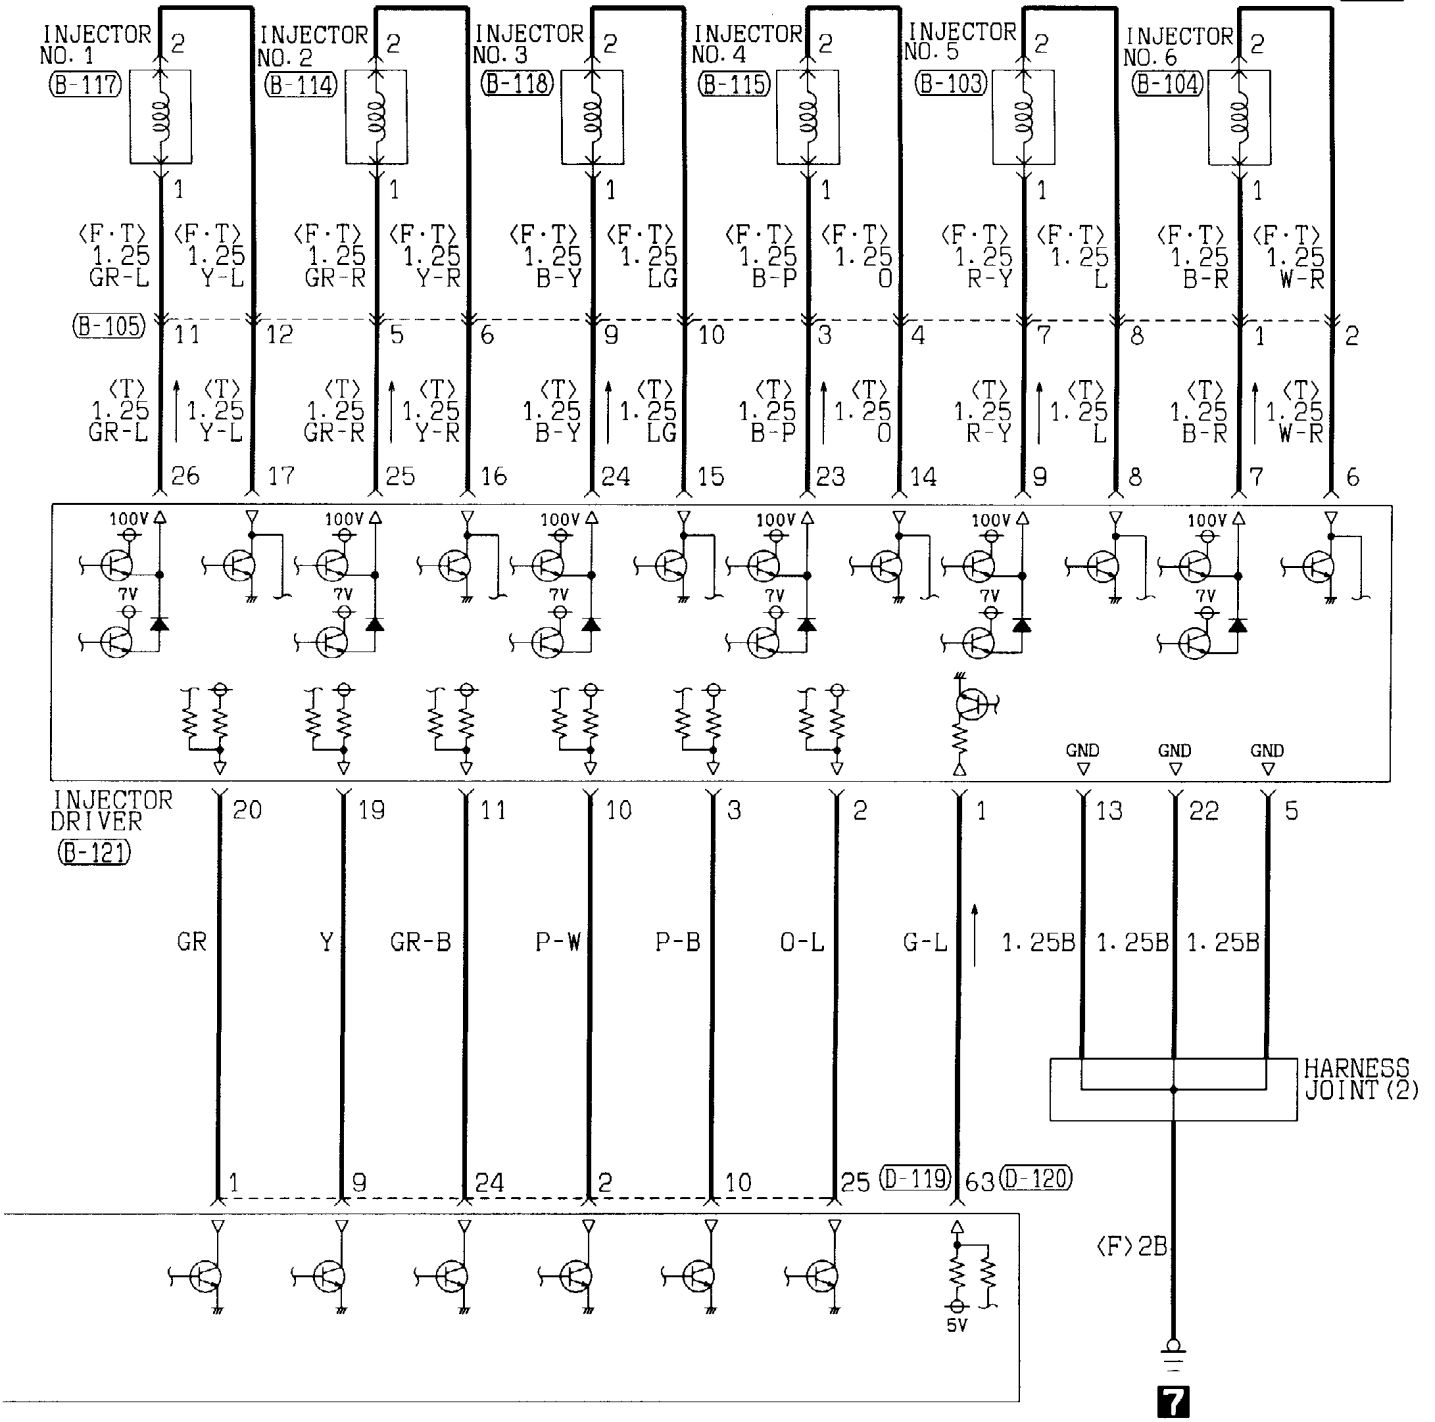 INJECTOR NO. 1 2
(B-117)
INJECTOR NO. 2 2
(B-114)
INJECTOR NO. 3 2
(B-118)
INJECTOR NO. 4 2
(B-115)
INJECTOR NO. 5 2
(B-103)
INJECTOR NO. 6 2
(B-104)
1 1 1 1 1 1
<F·T> <F·T> <F·T> <F·T> <F·T> <F·T> <F·T> <F·T> <F·T> <F·T> <F·T> <F·T>
1.25 1.25 1.25 1.25 1.25 1.25 1.25 1.25 1.25 1.25 1.25 1.25
GR-L Y-L GR-R Y-R B-Y LG B-P O R-Y L B-R W-R
(B-105) 11 12 5 6 9 10 3 4 7 8 1 2
<T> <T> <T> <T> <T> <T> <T> <T> <T> <T> <T> <T>
1.25 1.25 1.25 1.25 1.25 1.25 1.25 1.25 1.25 1.25 1.25 1.25
GR-L Y-L GR-R Y-R B-Y LG B-P O R-Y L B-R W-R
26 17 25 16 24 15 23 14 9 8 7 6
100V 100V 100V 100V 100V 100V
7V 7V 7V 7V 7V 7V
GND GND GND
INJECTOR
DRIVER
(B-121)
20 19 11 10 3 2 1 13 22 5
GR Y GR-B P-W P-B O-L G-L 1.25B 1.25B 1.25B
HARNESS
JOINT(2)
1 9 24 2 10 25 (D-119) 63 (D-120)
<F>2B
5V
7